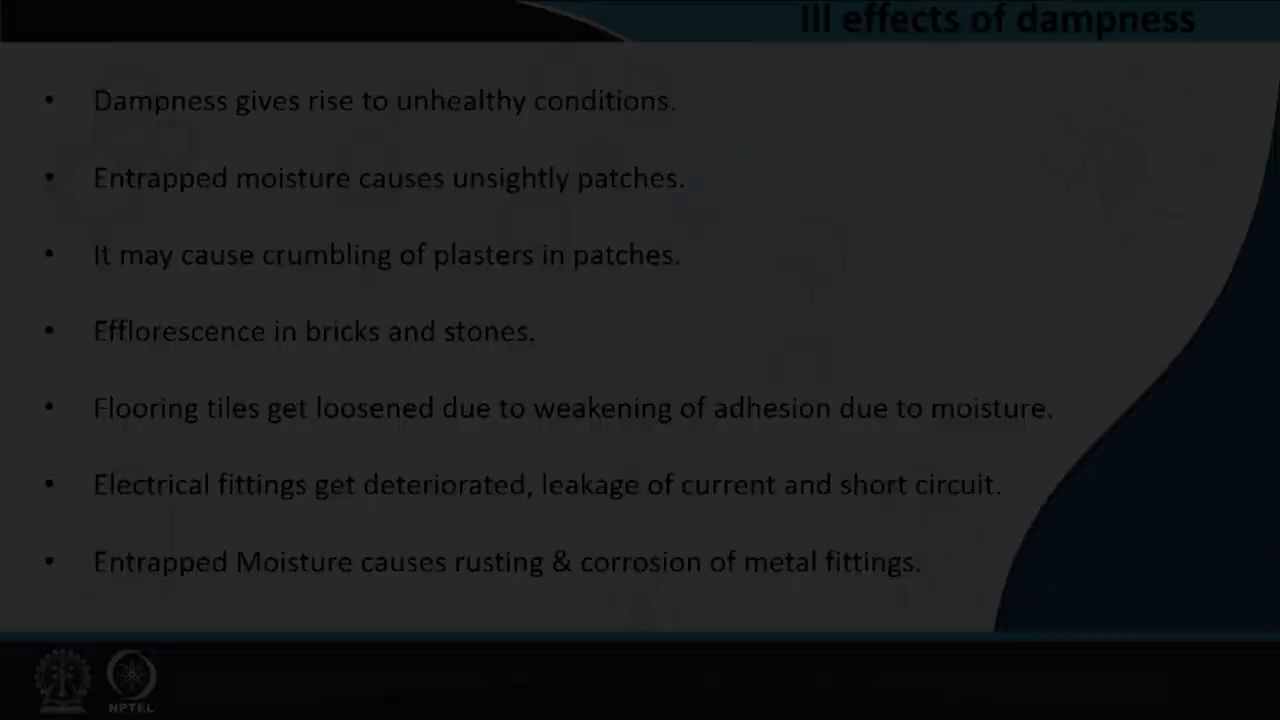 Ill effects of dampness
• Dampness gives rise to unhealthy conditions.
• Entrapped moisture causes unsightly patches.
• It may cause crumbling of plasters in patches.
• Efflorescence in bricks and stones.
• Flooring tiles get loosened due to weakening of adhesion due to moisture.
• Electrical fittings get deteriorated, leakage of current and short circuit.
• Entrapped Moisture causes rusting & corrosion of metal fittings.
NPTEL